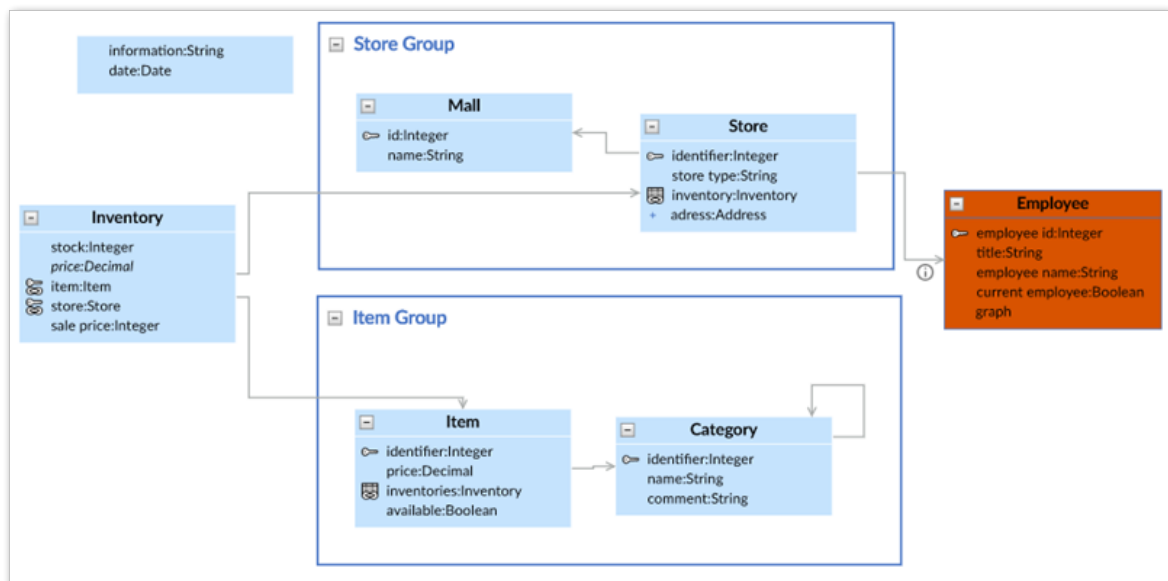 information:String
date:Date
Store Group
Mall
id:Integer
name:String
Store
identifier:Integer
store type:String
inventory:Inventory
+ adress:Address
Inventory
stock:Integer
price:Decimal
item:Item
store:Store
sale price:Integer
Employee
employee id:Integer
title:String
employee name:String
current employee:Boolean
graph
Item Group
Item
identifier:Integer
price:Decimal
inventories:Inventory
available:Boolean
Category
identifier:Integer
name:String
comment:String